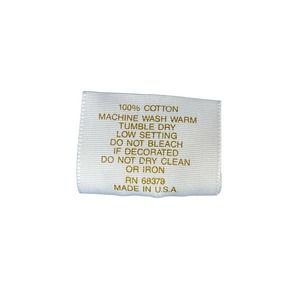 100% COTTON
MACHINE WASH WARM
TUMBLE DRY
LOW SETTING
DO NOT BLEACH
IF DECORATED
DO NOT DRY CLEAN
OR IRON
RN 68379
MADE IN U.S.A.